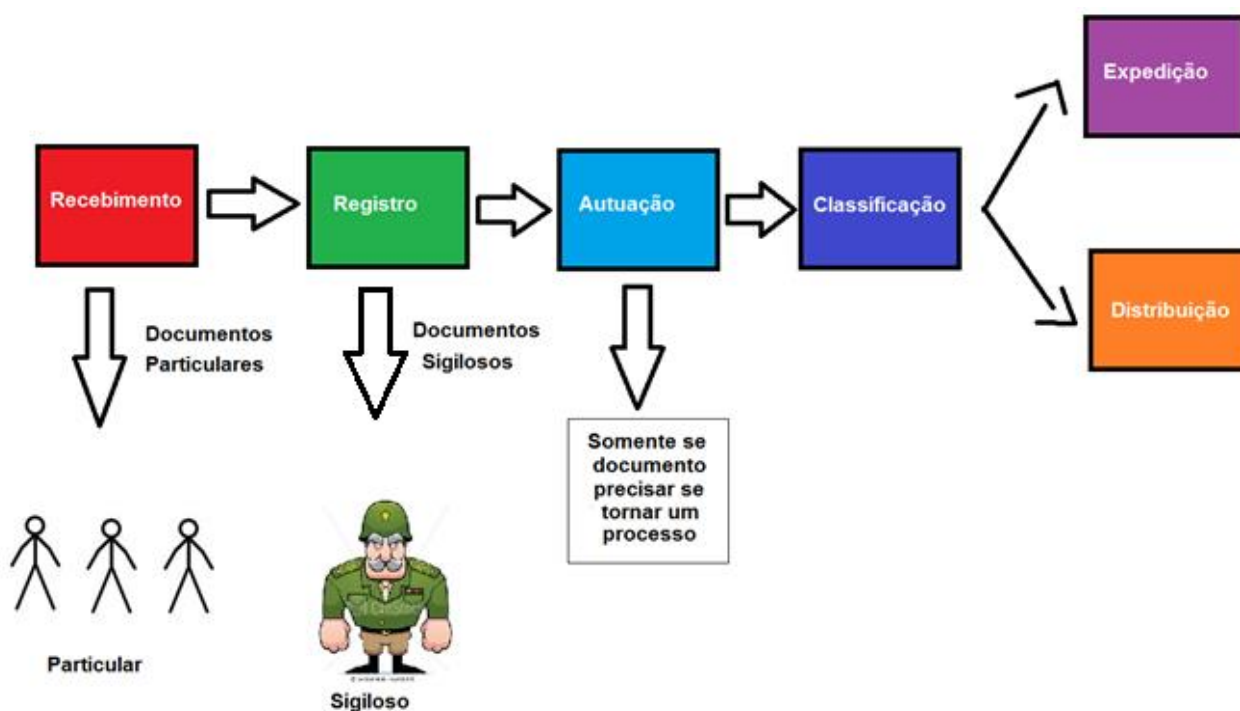 Expedição
Recebimento
Registro
Autuação
Classificação
Distribuição
Documentos
Particulares
Documentos
Sigilosos
Somente se
documento
precisar se
tornar um
processo
Particular
Sigiloso